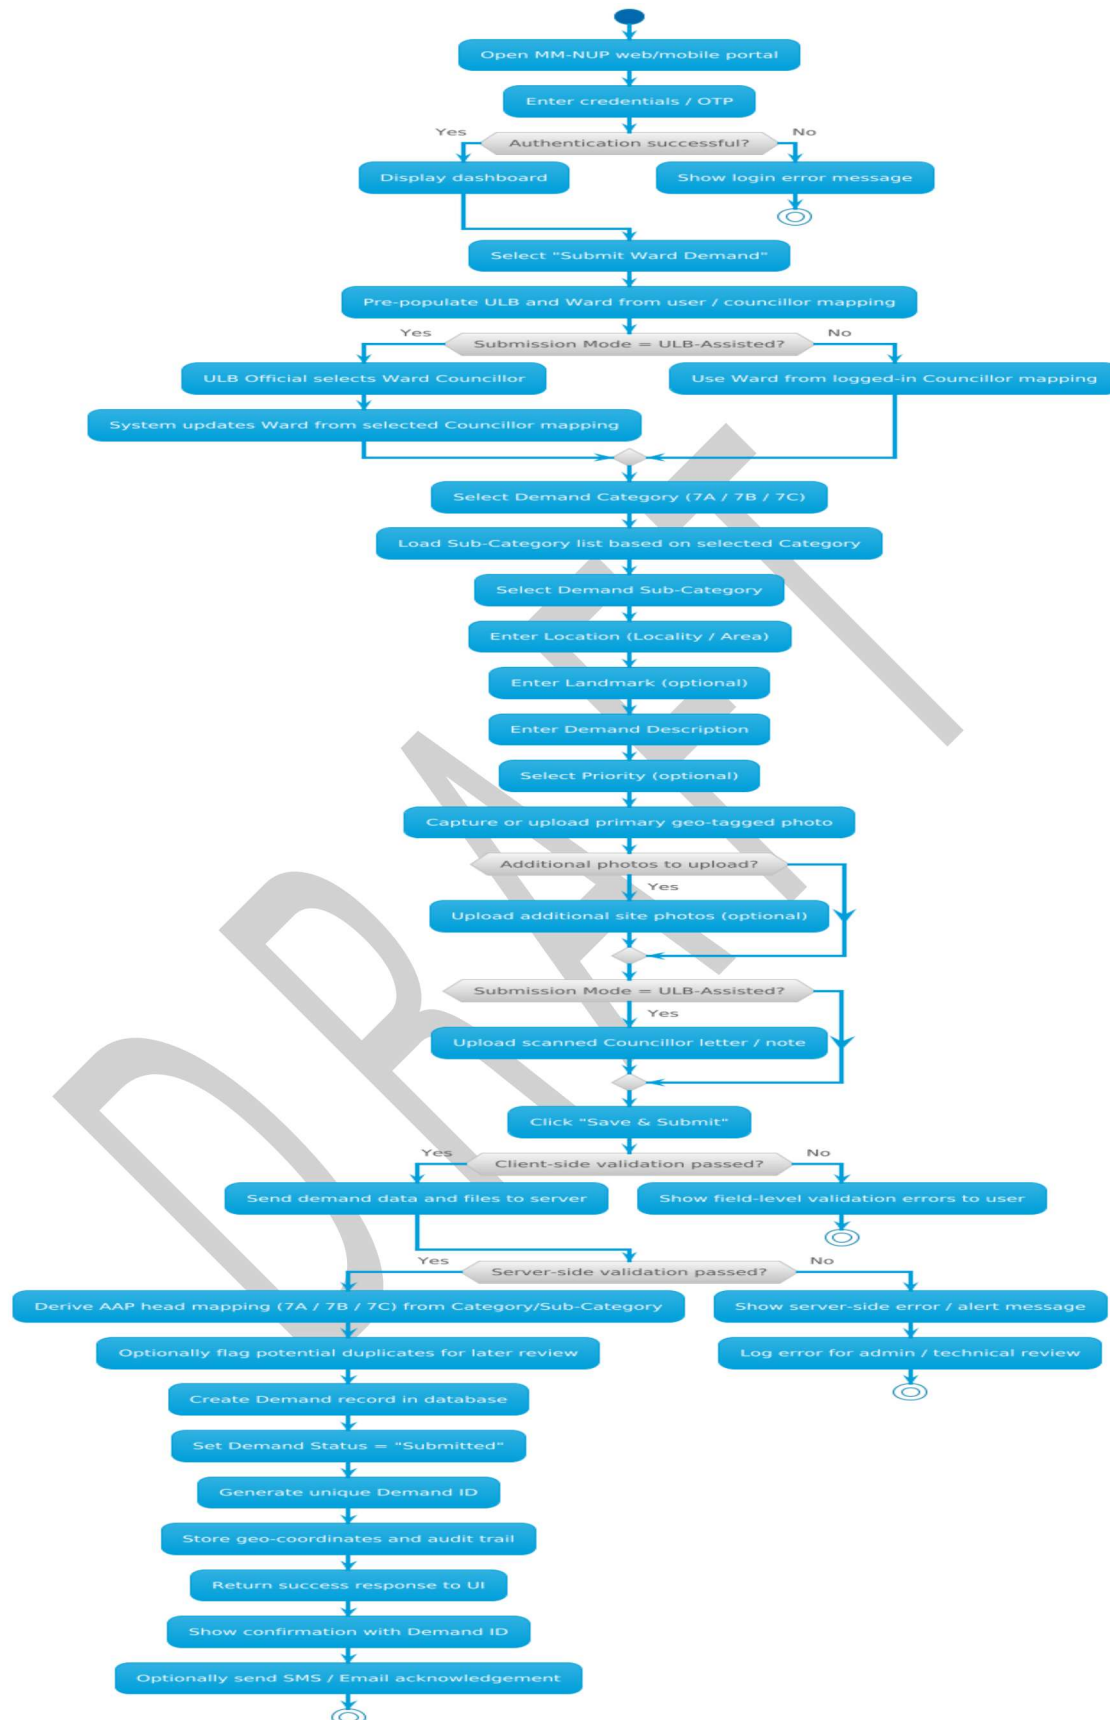 Open MM-NUP web/mobile portal
Enter credentials / OTP
Yes
Authentication successful?
No
Display dashboard
Show login error message
Select "Submit Ward Demand"
Pre-populate ULB and Ward from user / councillor mapping
Yes
Submission Mode = ULB-Assisted?
No
ULB Official selects Ward Councillor
Use Ward from logged-in Councillor mapping
System updates Ward from selected Councillor mapping
Select Demand Category (7A / 7B / 7C)
Load Sub-Category list based on selected Category
Select Demand Sub-Category
Enter Location (Locality / Area)
Enter Landmark (optional)
Enter Demand Description
Select Priority (optional)
Capture or upload primary geo-tagged photo
Additional photos to upload?
Yes
Upload additional site photos (optional)
Submission Mode = ULB-Assisted?
Yes
Upload scanned Councillor letter / note
Click "Save & Submit"
Yes
Client-side validation passed?
No
Send demand data and files to server
Show field-level validation errors to user
Yes
Server-side validation passed?
No
Derive AAP head mapping (7A / 7B / 7C) from Category/Sub-Category
Show server-side error / alert message
Optionally flag potential duplicates for later review
Log error for admin / technical review
Create Demand record in database
Set Demand Status = "Submitted"
Generate unique Demand ID
Store geo-coordinates and audit trail
Return success response to UI
Show confirmation with Demand ID
Optionally send SMS / Email acknowledgement
DRAFT